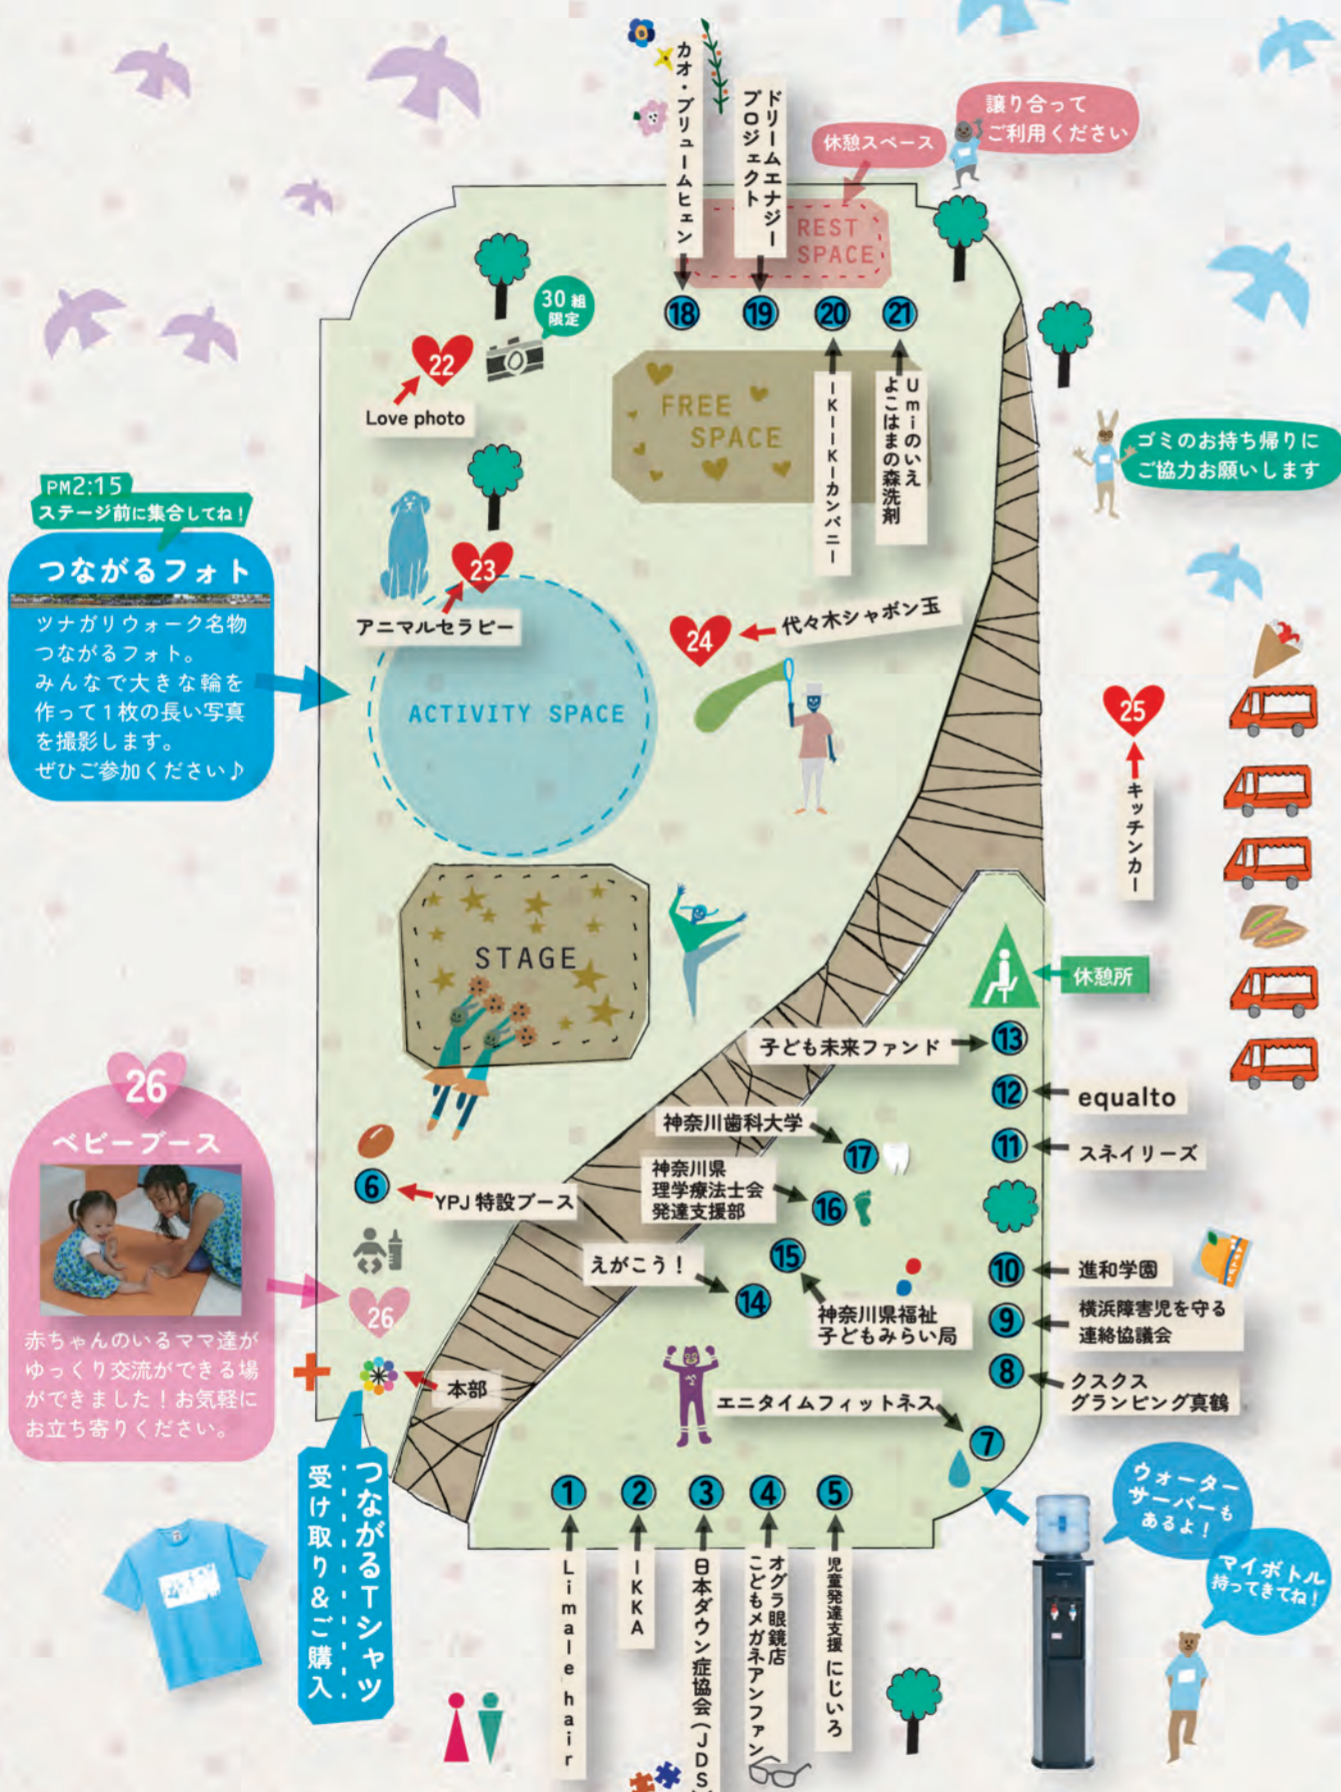 カオ・ブリュームヒェン
ドリームエナジー
プロジェクト
休憩スペース
譲り合って
ご利用ください
REST
SPACE
30組
限定
18
19
20
21
22
Love photo
FREE
SPACE
IKIIKIカンパニー
Umiのいえ
よこはまの森洗剤
ゴミのお持ち帰りに
ご協力お願いします
PM2:15
ステージ前に集合してね!
つながるフォト
ツナガリウォーク名物
つながるフォト。
みんなで大きな輪を
作って1枚の長い写真
を撮影します。
ぜひご参加ください♪
23
アニマルセラピー
24
代々木シャボン玉
ACTIVITY SPACE
25
キッチンカー
STAGE
休憩所
子ども未来ファンド
13
12
equalto
神奈川歯科大学
17
11
スネイリーズ
神奈川県
理学療法士会
発達支援部
16
26
ベビーブース
赤ちゃんのいるママ達が
ゆっくり交流ができる場
ができました!お気軽に
お立ち寄りください。
6
YPJ特設ブース
26
本部
えがこう!
14
15
神奈川県福祉
子どもみらい局
10
進和学園
9
横浜障害児を守る
連絡協議会
8
クスクス
グランピング真鶴
エニタイムフィットネス
7
つながるTシャツ
受け取り&ご購入
1
2
3
4
5
Limale hair
IKKA
日本ダウン症協会(JDS)
オグラ眼鏡店
こどもメガネアンファン
児童発達支援 にじいろ
ウォーター
サーバーも
あるよ!
マイボトル
持ってきてね!